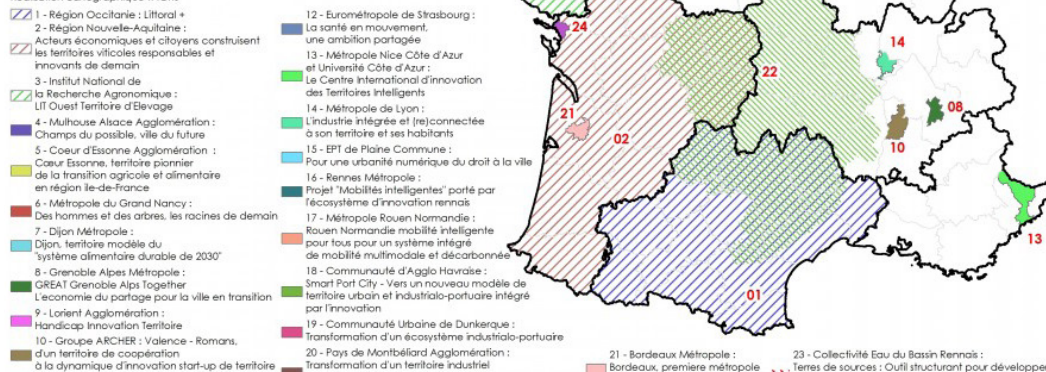 1 - Région Occitanie : Littoral +
2 - Région Nouvelle-Aquitaine :
Acteurs économiques et citoyens construisent
les territoires viticoles responsables et
innovants de demain
3 - Institut National de
la Recherche Agronomique :
LIT Ouest Territoire d'Elevage
4 - Mulhouse Alsace Agglomération :
Champs du possible, ville du future
5 - Coeur d'Essonne Agglomération :
Cœur Essonne, territoire pionnier
de la transition agricole et alimentaire
en région ile-de-France
6 - Métropole du Grand Nancy :
Des hommes et des arbres, les racines de demain
7 - Dijon Métropole :
Dijon, territoire modèle du
"système alimentaire durable de 2030"
8 - Grenoble Alpes Métropole :
GREAT Grenoble Alps Together
L'economie du partage pour la ville en transition
9 - Lorient Agglomération :
Handicap Innovation Territoire
10 - Groupe ARCHER : Valence - Romans,
d'un territoire de coopération
à la dynamique d'innovation start-up de territoire
12 - Eurométropole de Strasbourg :
La santé en mouvement,
une ambition partagée
13 - Métropole Nice Côte d'Azur
et Université Côte d'Azur :
Le Centre International d'innovation
des Territoires Intelligents
14 - Métropole de Lyon :
L'industrie intégrée et (re)connectée
à son territoire et ses habitants
15 - EPT de Plaine Commune :
Pour une urbanité numérique du droit à la ville
16 - Rennes Métropole :
Projet "Mobilités intelligentes" porté par
l'écosystème d'innovation rennais
17 - Métropole Rouen Normandie :
Rouen Normandie mobilité intelligente
pour tous pour un système intégré
de mobilité multimodale et décarbonnée
18 - Communauté d'Agglo Havraise :
Smart Port City - Vers un nouveau modèle de
territoire urbain et industrialo-portuaire intégré
par l'innovation
19 - Communauté Urbaine de Dunkerque :
Transformation d'un écosystème industrialo-portuaire
20 - Pays de Montbéliard Agglomération :
Transformation d'un territoire industriel
21 - Bordeaux Métropole :
Bordeaux, premiere métropole
23 - Collectivité Eau du Bassin Rennais :
Terres de sources : Outil structurant pour développe
24
14
22
21
02
08
10
13
01